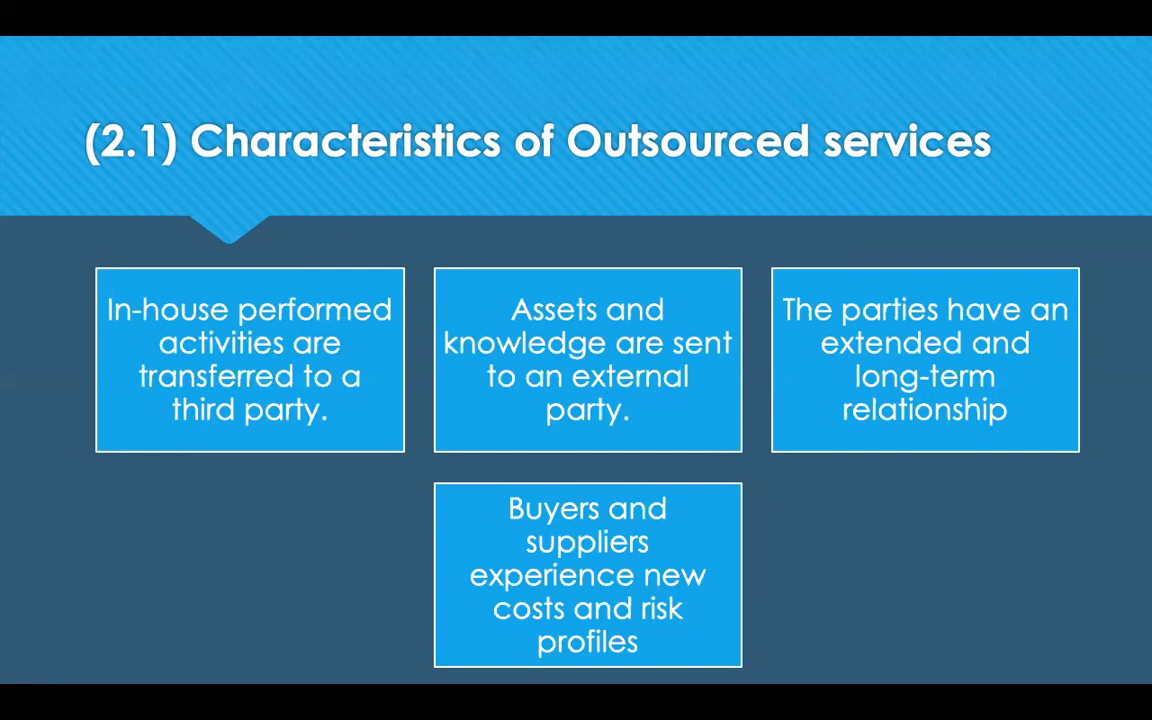 (2.1) Characteristics of Outsourced services
In-house performed
activities are
transferred to a
third party.
Assets and
knowledge are sent
to an external
party.
The parties have an
extended and
long-term
relationship
Buyers and
suppliers
experience new
costs and risk
profiles